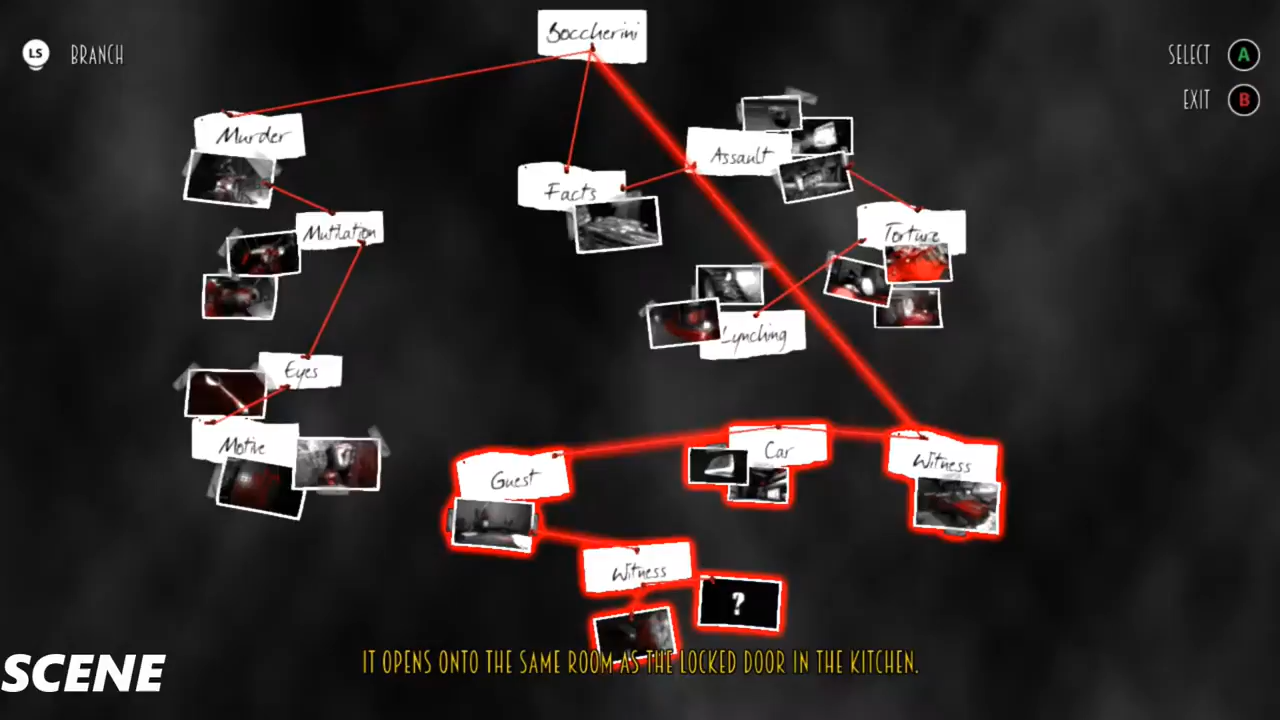 Boccherini
LS BRANCH
SELECT A
EXIT B
Murder
Assault
Facts
Mutilation
Torture
Lynching
Eyes
Motive
Car
Guest
Witness
Witness
?
IT OPENS ONTO THE SAME ROOM AS THE LOCKED DOOR IN THE KITCHEN.
SCENE